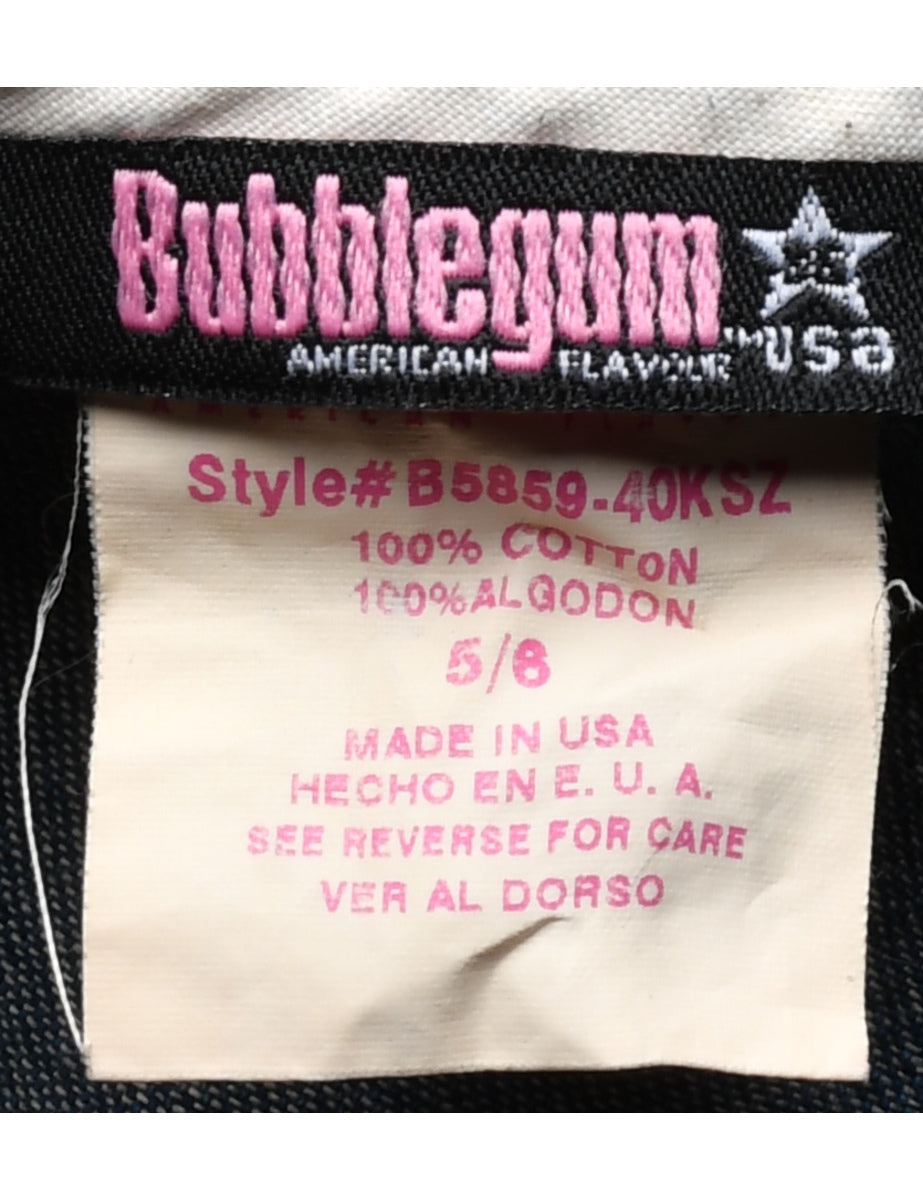 Bubblegum
AMERICAN FLAVOUR™ USA
Style# B5859-40KSZ
100% COTTON
100% ALGODON
5/6
MADE IN USA
HECHO EN E. U. A.
SEE REVERSE FOR CARE
VER AL DORSO